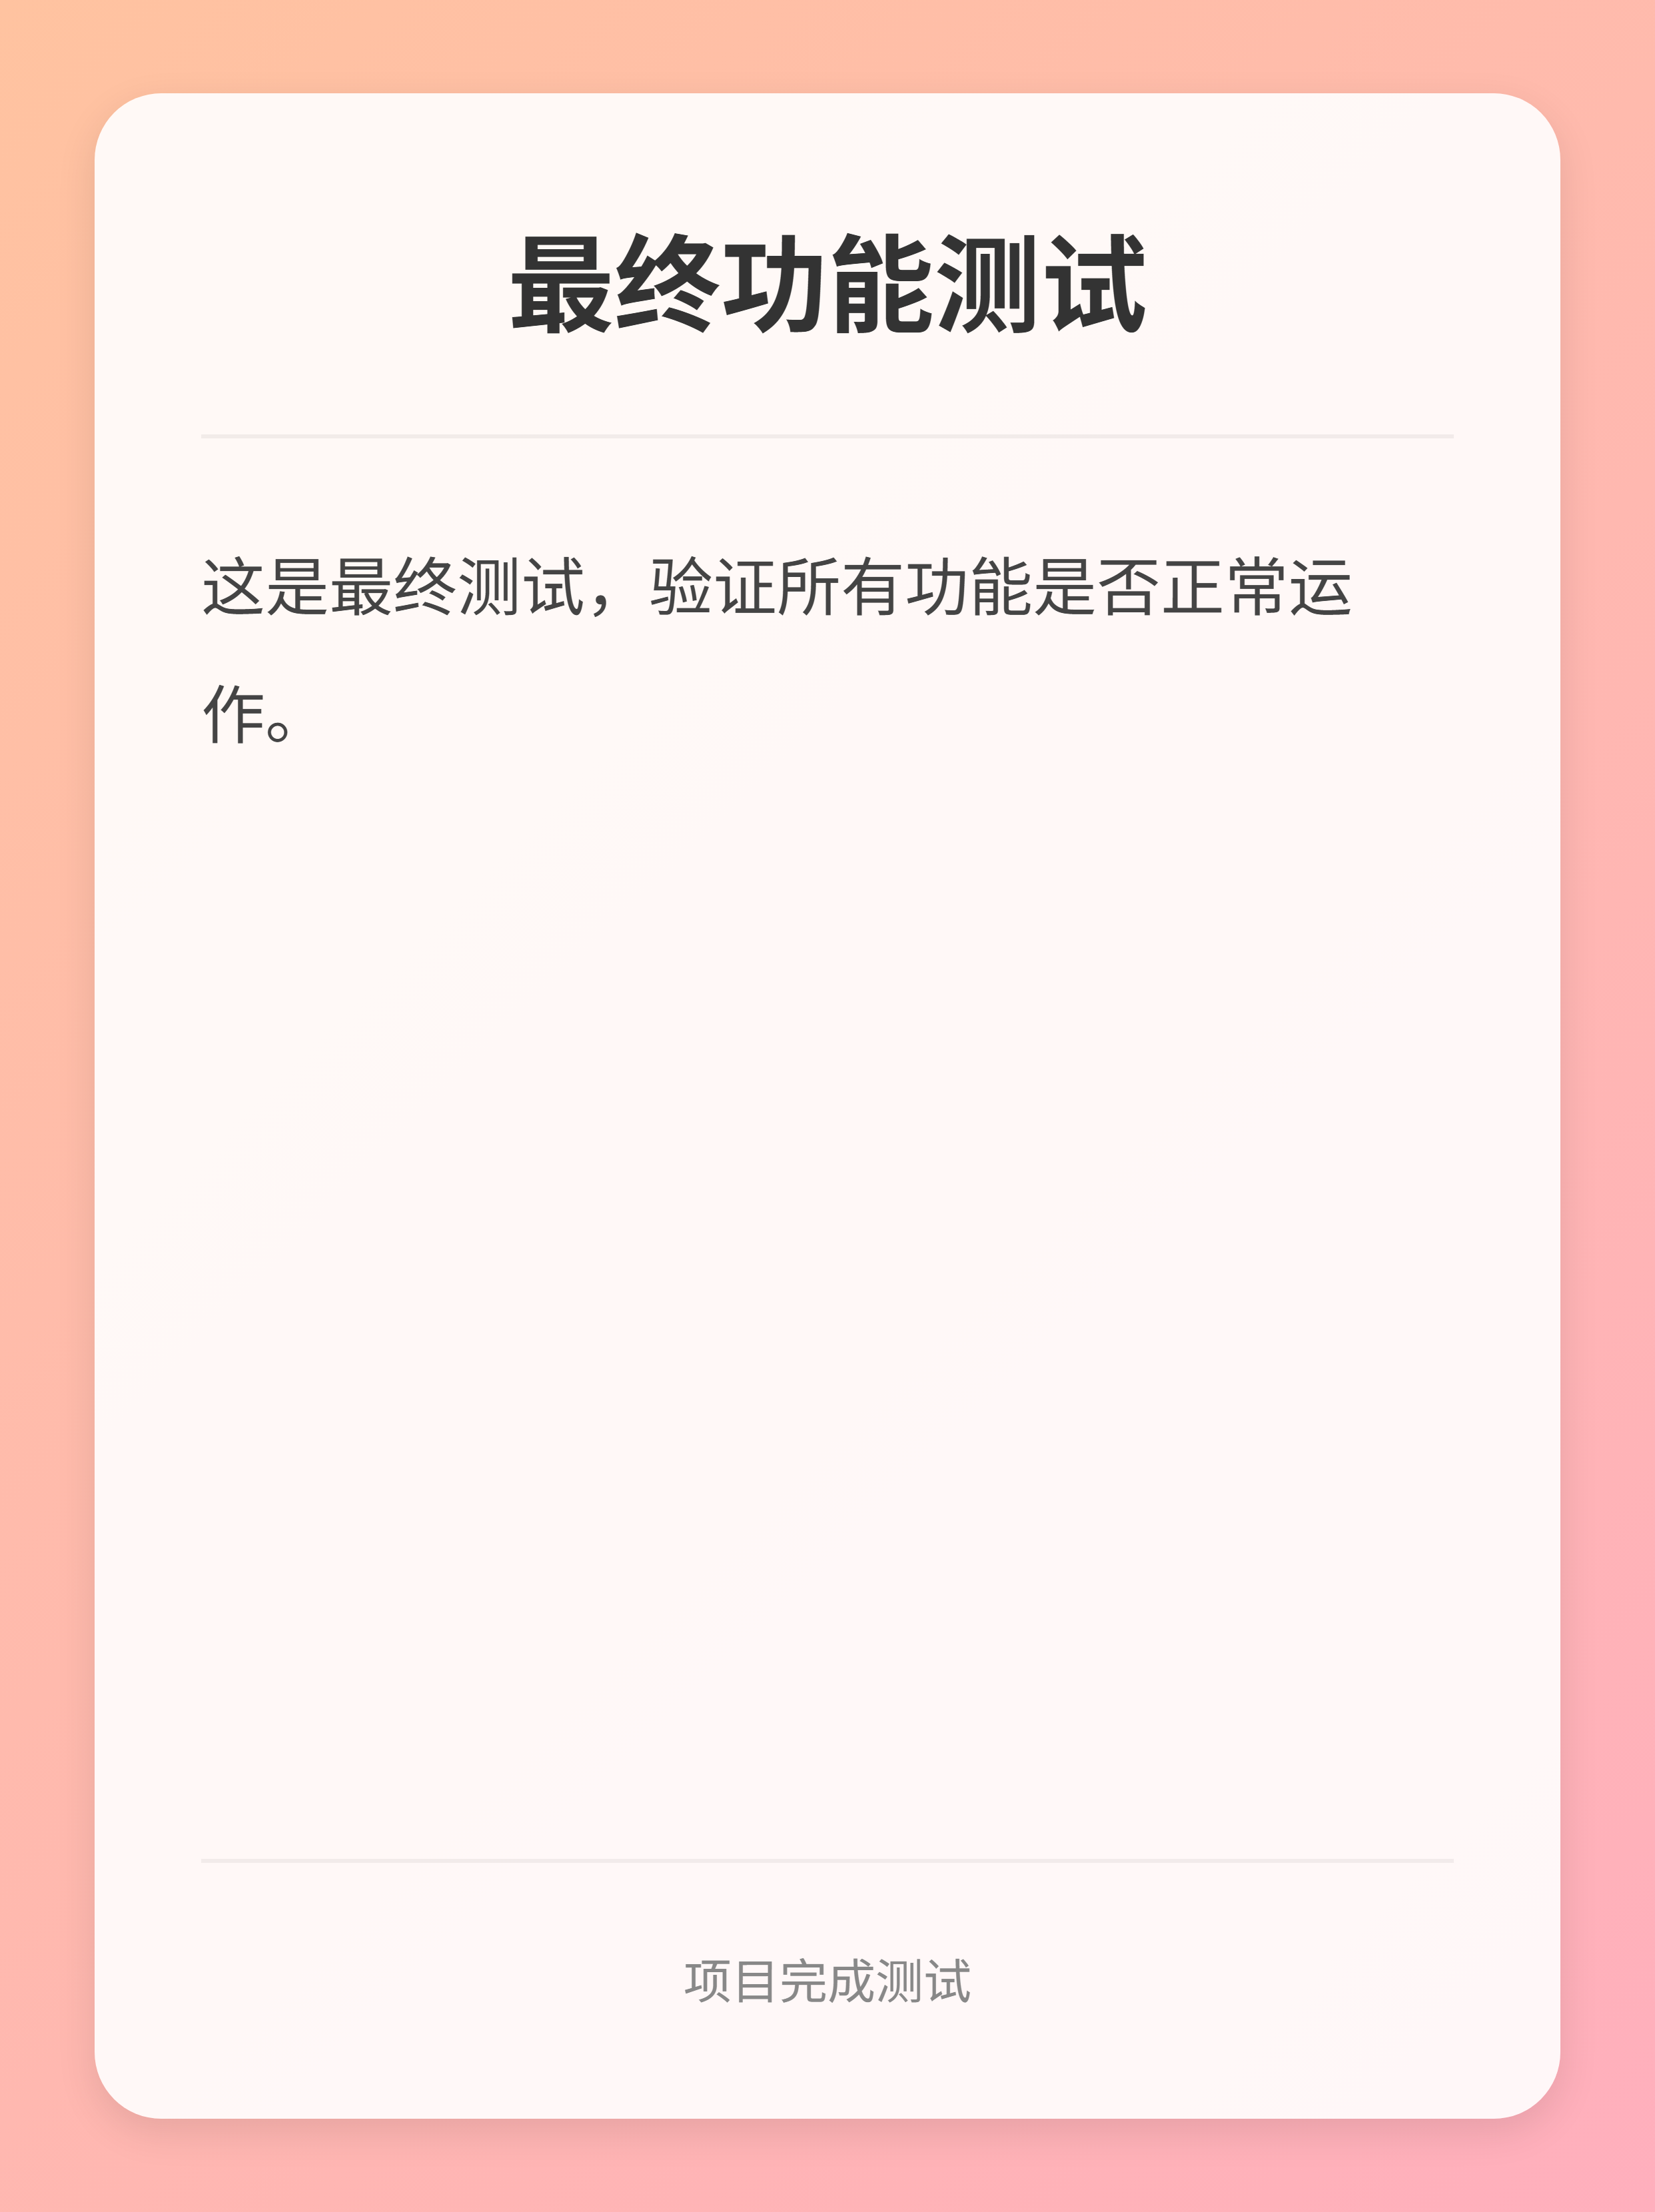 最终功能测试
这是最终测试，验证所有功能是否正常运
作。
项目完成测试